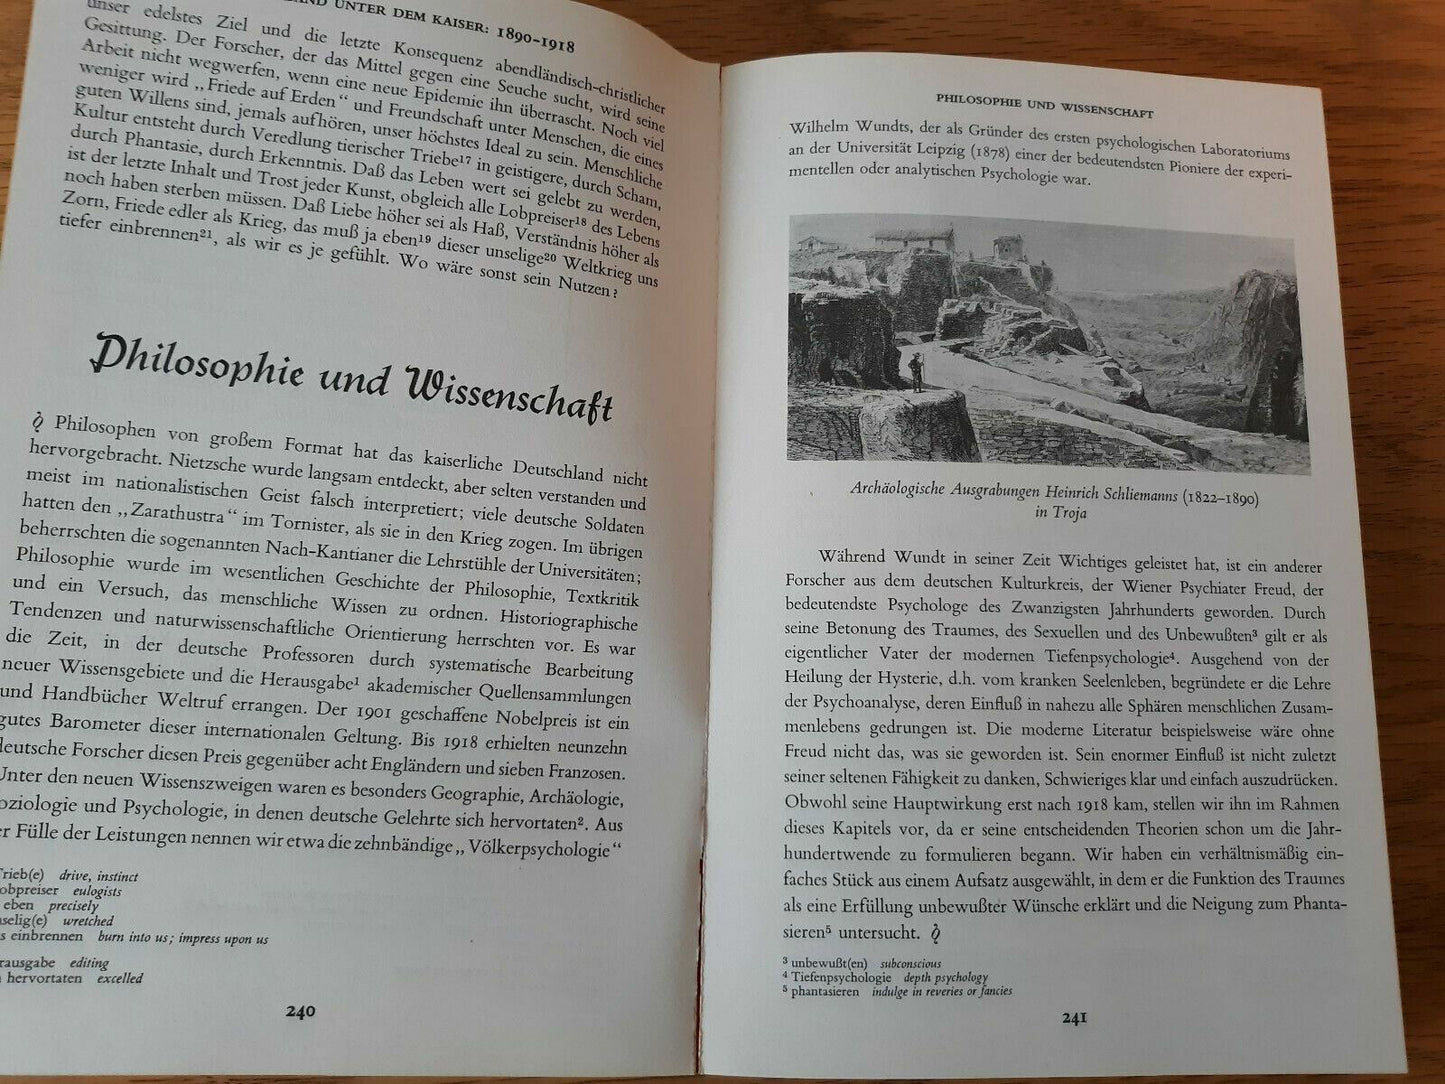 UNTER DEM KAISER: 1890-1918
unser edelstes Ziel und die letzte Konsequenz abendländisch-christlicher
Gesittung. Der Forscher, der das Mittel gegen eine Seuche sucht, wird seine
Arbeit nicht wegwerfen, wenn eine neue Epidemie ihn überrascht. Noch viel
weniger wird „Friede auf Erden“ und Freundschaft unter Menschen, die eines
guten Willens sind, jemals aufhören, unser höchstes Ideal zu sein. Menschliche
Kultur entsteht durch Veredlung tierischer Triebe¹⁷ in geistigere, durch Scham,
durch Phantasie, durch Erkenntnis. Daß das Leben wert sei gelebt zu werden,
ist der letzte Inhalt und Trost jeder Kunst, obgleich alle Lobpreiser¹⁸ des Lebens
noch haben sterben müssen. Daß Liebe höher sei als Haß, Verständnis höher als
Zorn, Friede edler als Krieg, das muß ja eben¹⁹ dieser unselige²⁰ Weltkrieg uns
tiefer einbrennen²¹, als wir es je gefühlt. Wo wäre sonst sein Nutzen?
Philosophie und Wissenschaft
Philosophen von großem Format hat das kaiserliche Deutschland nicht
hervorgebracht. Nietzsche wurde langsam entdeckt, aber selten verstanden und
meist im nationalistischen Geist falsch interpretiert; viele deutsche Soldaten
hatten den „Zarathustra“ im Tornister, als sie in den Krieg zogen. Im übrigen
beherrschten die sogenannten Nach-Kantianer die Lehrstühle der Universitäten;
Philosophie wurde im wesentlichen Geschichte der Philosophie, Textkritik
und ein Versuch, das menschliche Wissen zu ordnen. Historiographische
Tendenzen und naturwissenschaftliche Orientierung herrschten vor. Es war
die Zeit, in der deutsche Professoren durch systematische Bearbeitung
neuer Wissensgebiete und die Herausgabe¹ akademischer Quellensammlungen
und Handbücher Weltruf errangen. Der 1901 geschaffene Nobelpreis ist ein
gutes Barometer dieser internationalen Geltung. Bis 1918 erhielten neunzehn
deutsche Forscher diesen Preis gegenüber acht Engländern und sieben Franzosen.
Unter den neuen Wissenszweigen waren es besonders Geographie, Archäologie,
oziologie und Psychologie, in denen deutsche Gelehrte sich hervortaten². Aus
er Fülle der Leistungen nennen wir etwa die zehnbändige „Völkerpsychologie“
Trieb(e) drive, instinct
obpreiser eulogists
eben precisely
nselig(e) wretched
s einbrennen burn into us; impress upon us
rausgabe editing
hervortaten excelled
240
PHILOSOPHIE UND WISSENSCHAFT
Wilhelm Wundts, der als Gründer des ersten psychologischen Laboratoriums
an der Universität Leipzig (1878) einer der bedeutendsten Pioniere der experi-
mentellen oder analytischen Psychologie war.
Archäologische Ausgrabungen Heinrich Schliemanns (1822–1890)
in Troja
Während Wundt in seiner Zeit Wichtiges geleistet hat, ist ein anderer
Forscher aus dem deutschen Kulturkreis, der Wiener Psychiater Freud, der
bedeutendste Psychologe des Zwanzigsten Jahrhunderts geworden. Durch
seine Betonung des Traumes, des Sexuellen und des Unbewußten³ gilt er als
eigentlicher Vater der modernen Tiefenpsychologie⁴. Ausgehend von der
Heilung der Hysterie, d.h. vom kranken Seelenleben, begründete er die Lehre
der Psychoanalyse, deren Einfluß in nahezu alle Sphären menschlichen Zusam-
menlebens gedrungen ist. Die moderne Literatur beispielsweise wäre ohne
Freud nicht das, was sie geworden ist. Sein enormer Einfluß ist nicht zuletzt
seiner seltenen Fähigkeit zu danken, Schwieriges klar und einfach auszudrücken.
Obwohl seine Hauptwirkung erst nach 1918 kam, stellen wir ihn im Rahmen
dieses Kapitels vor, da er seine entscheidenden Theorien schon um die Jahr-
hundertwende zu formulieren begann. Wir haben ein verhältnismäßig ein-
faches Stück aus einem Aufsatz ausgewählt, in dem er die Funktion des Traumes
als eine Erfüllung unbewußter Wünsche erklärt und die Neigung zum Phanta-
sieren⁵ untersucht.
³ unbewußt(en) subconscious
⁴ Tiefenpsychologie depth psychology
⁵ phantasieren indulge in reveries or fancies
241